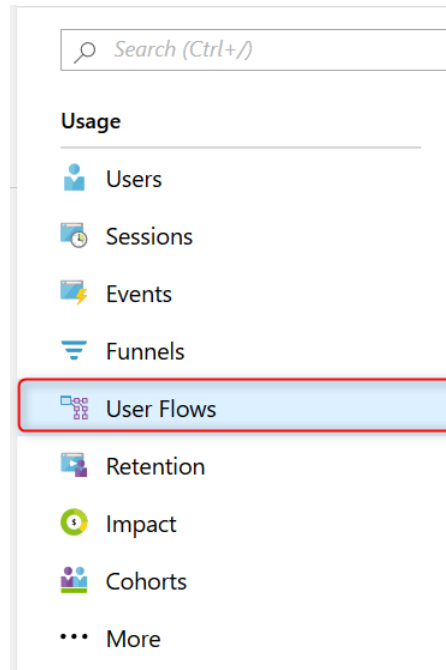 Search (Ctrl+/)
Usage
Users
Sessions
Events
Funnels
User Flows
Retention
Impact
Cohorts
More